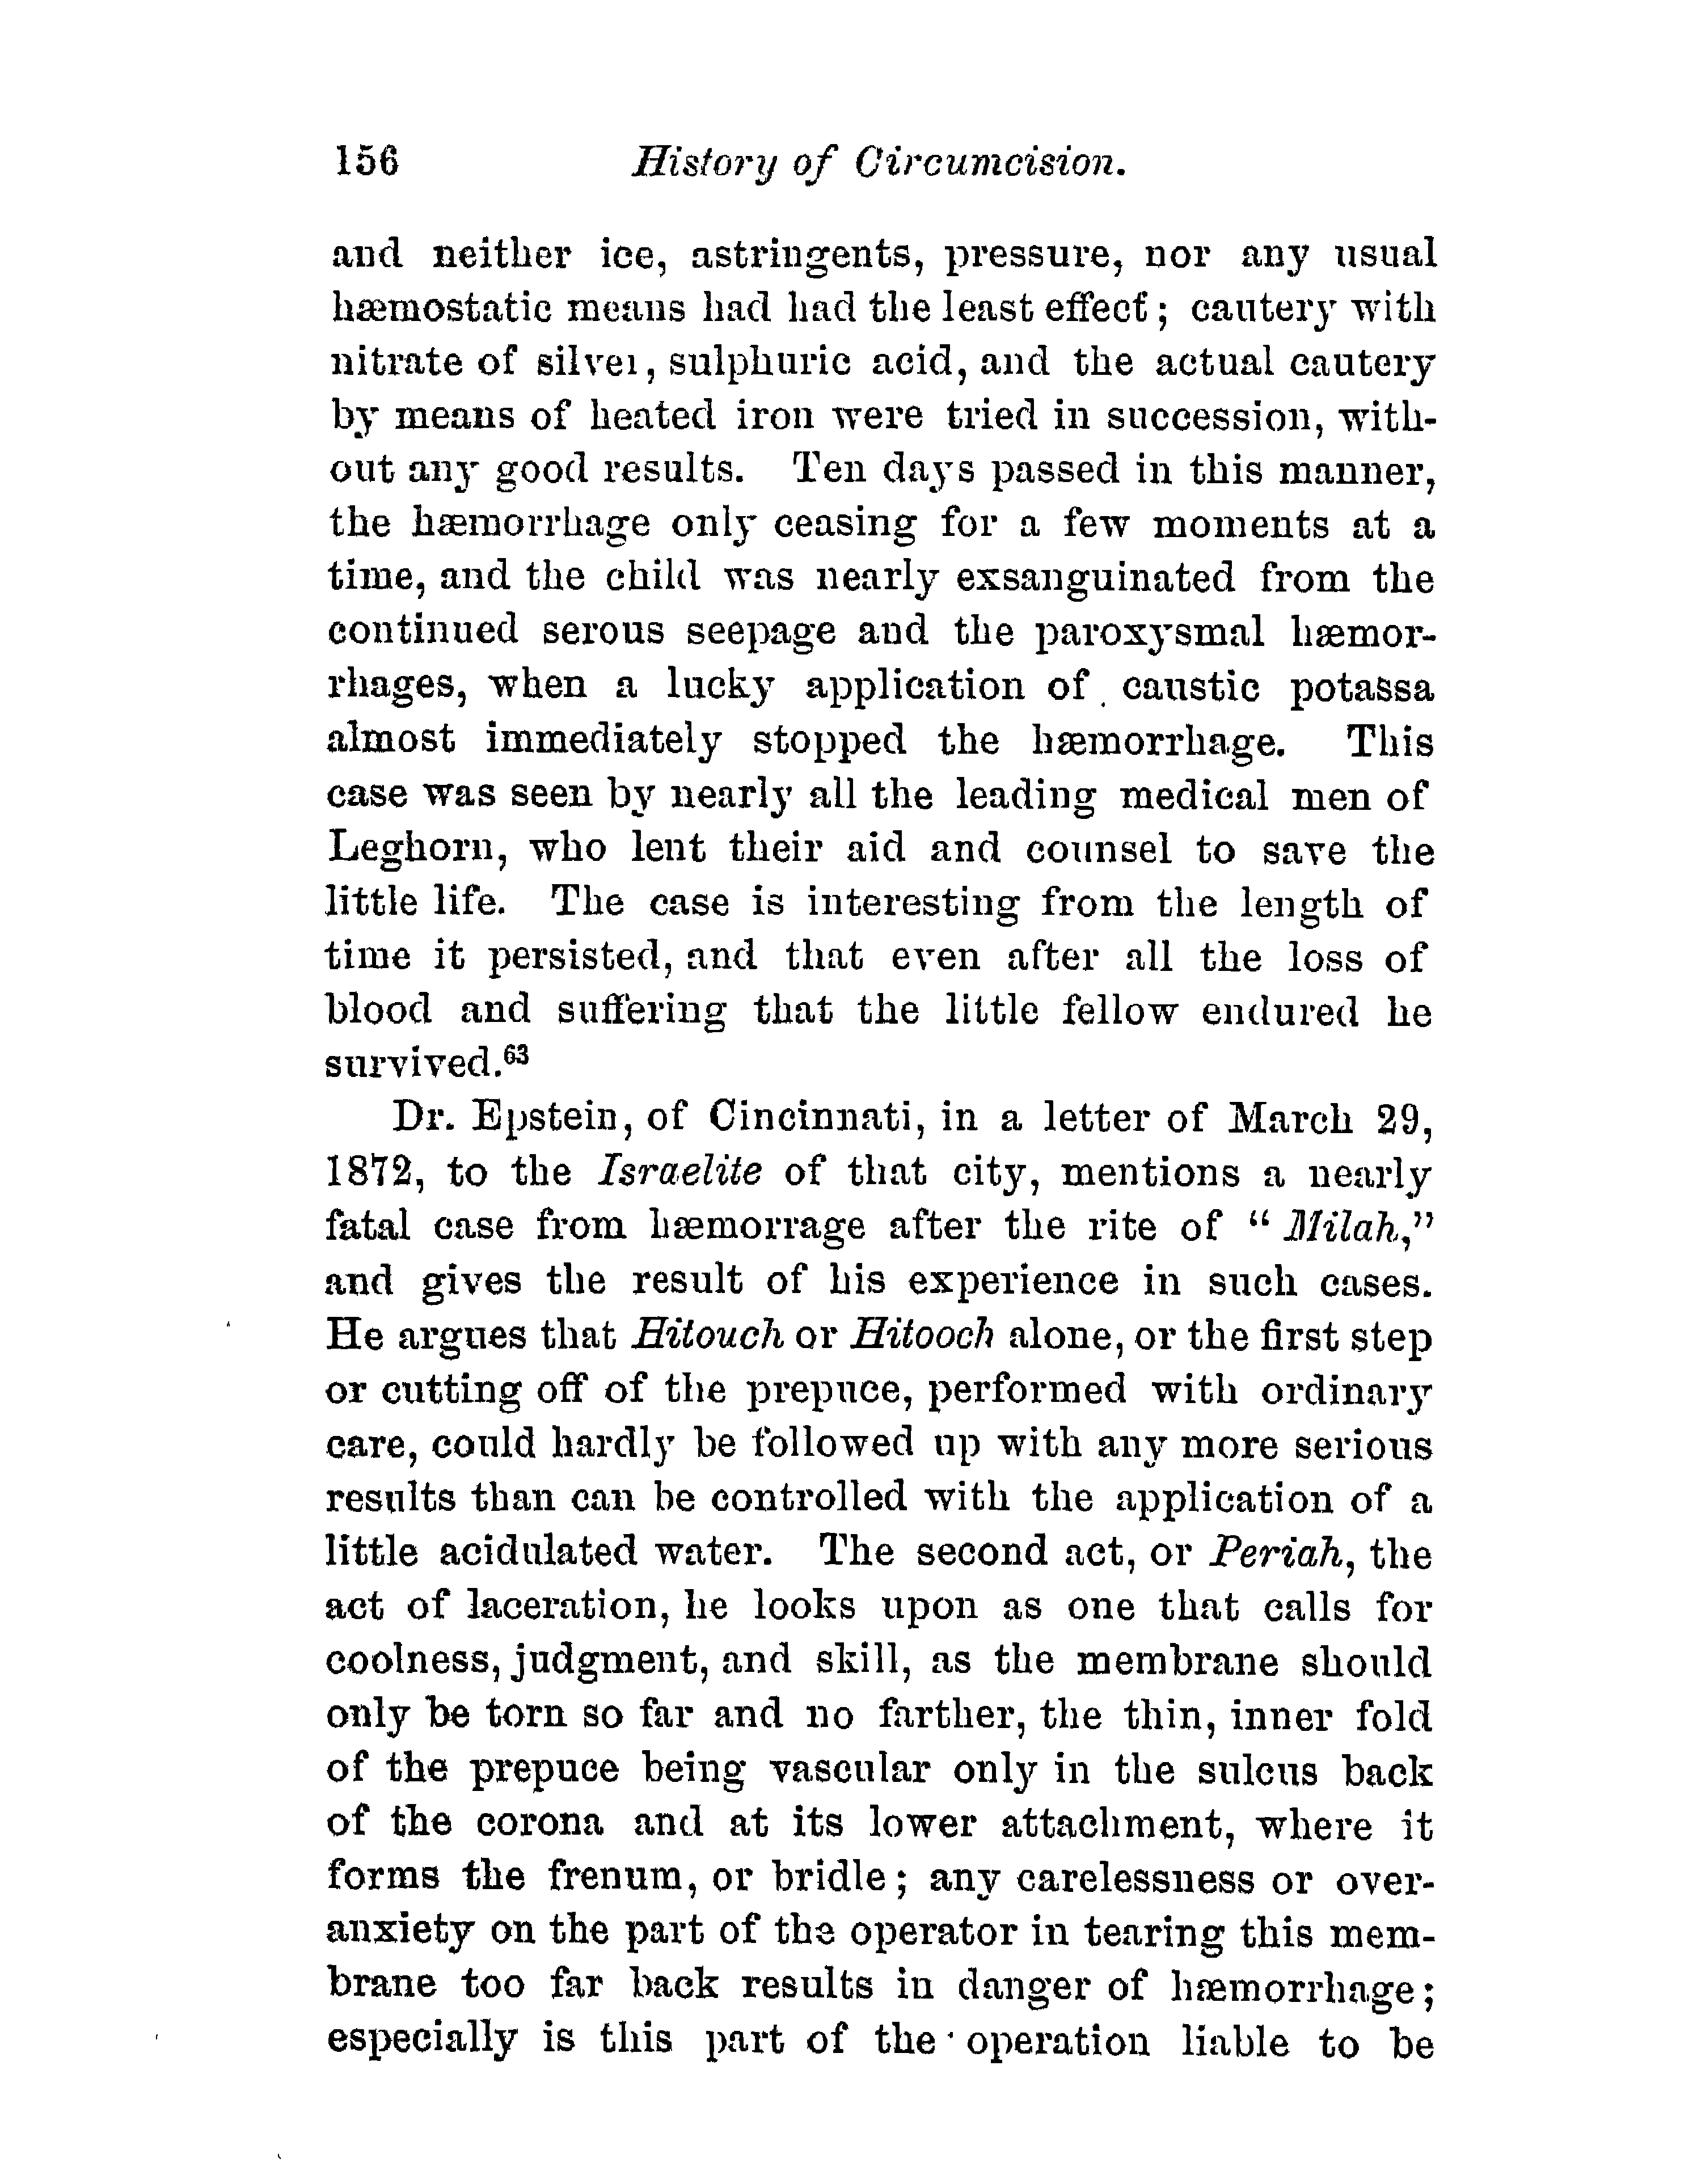 156 History of Circumcision.
and neither ice, astringents, pressure, nor any usual
hæmostatic means had had the least effect; cautery with
nitrate of silver, sulphuric acid, and the actual cautery
by means of heated iron were tried in succession, with-
out any good results. Ten days passed in this manner,
the hæmorrhage only ceasing for a few moments at a
time, and the child was nearly exsanguinated from the
continued serous seepage and the paroxysmal hæmor-
rhages, when a lucky application of caustic potassa
almost immediately stopped the hæmorrhage. This
case was seen by nearly all the leading medical men of
Leghorn, who lent their aid and counsel to save the
little life. The case is interesting from the length of
time it persisted, and that even after all the loss of
blood and suffering that the little fellow endured he
survived.⁶³
Dr. Epstein, of Cincinnati, in a letter of March 29,
1872, to the Israelite of that city, mentions a nearly
fatal case from hæmorrage after the rite of “Milah,”
and gives the result of his experience in such cases.
He argues that Hitouch or Hitooch alone, or the first step
or cutting off of the prepuce, performed with ordinary
care, could hardly be followed up with any more serious
results than can be controlled with the application of a
little acidulated water. The second act, or Periah, the
act of laceration, he looks upon as one that calls for
coolness, judgment, and skill, as the membrane should
only be torn so far and no farther, the thin, inner fold
of the prepuce being vascular only in the sulcus back
of the corona and at its lower attachment, where it
forms the frenum, or bridle; any carelessness or over-
anxiety on the part of the operator in tearing this mem-
brane too far back results in danger of hæmorrhage;
especially is this part of the operation liable to be